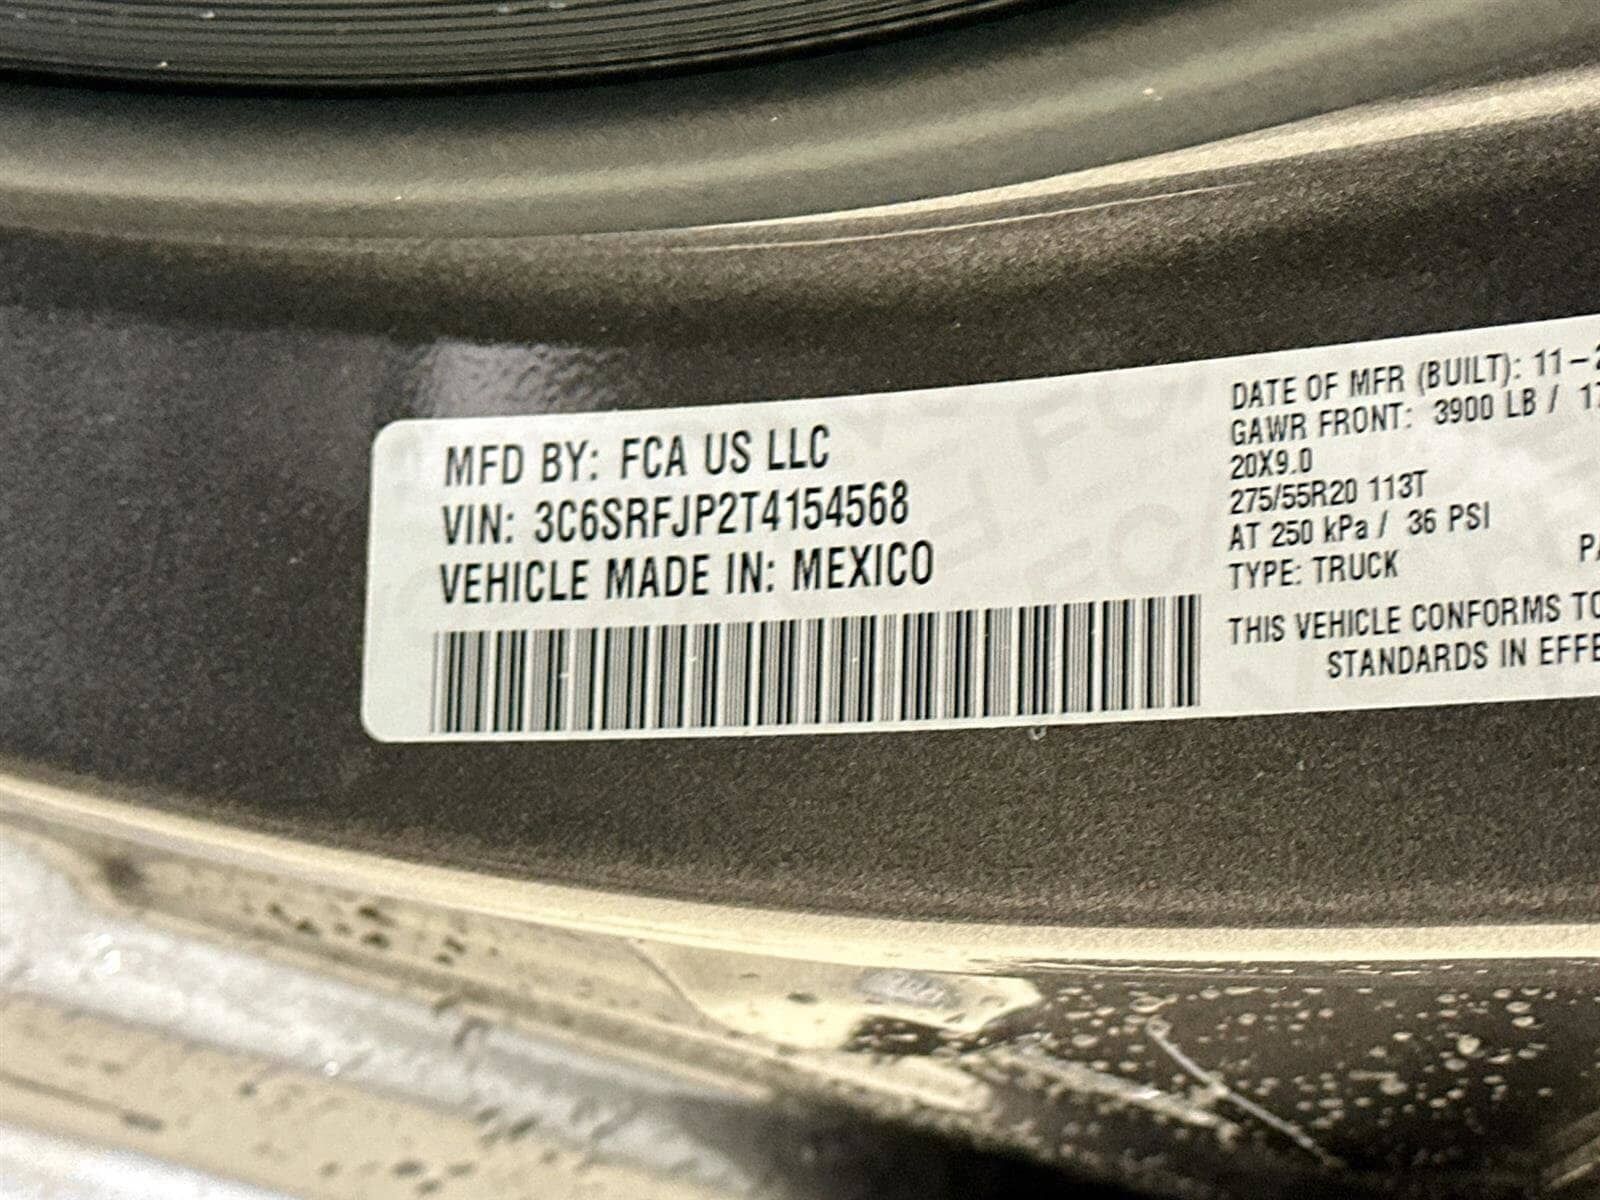 MFD BY: FCA US LLC
VIN: 3C6SRFJP2T4154568
VEHICLE MADE IN: MEXICO
DATE OF MFR (BUILT): 11-2
GAWR FRONT: 3900 LB / 17
20X9.0
275/55R20 113T
AT 250 kPa / 36 PSI
TYPE: TRUCK
THIS VEHICLE CONFORMS TO
STANDARDS IN EFFE